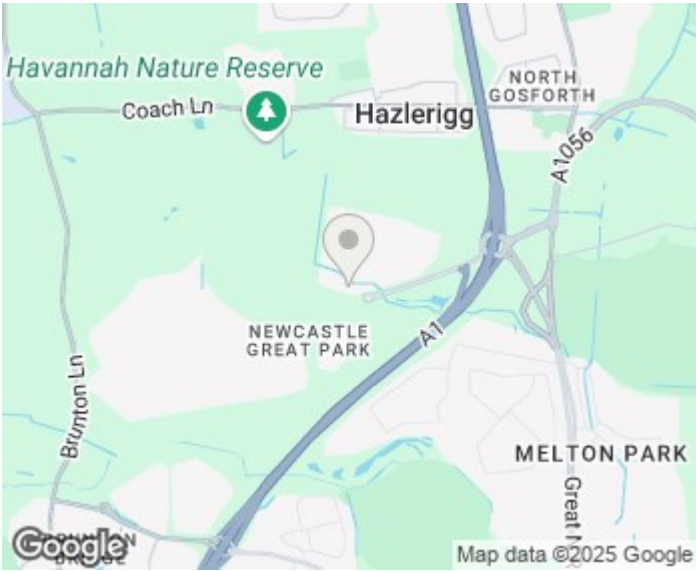 Havannah Nature Reserve
Coach Ln
Hazlerigg
NORTH
GOSFORTH
A1056
NEWCASTLE
GREAT PARK
A1
Brunton Ln
MELTON PARK
Great
Google
Map data ©2025 Google